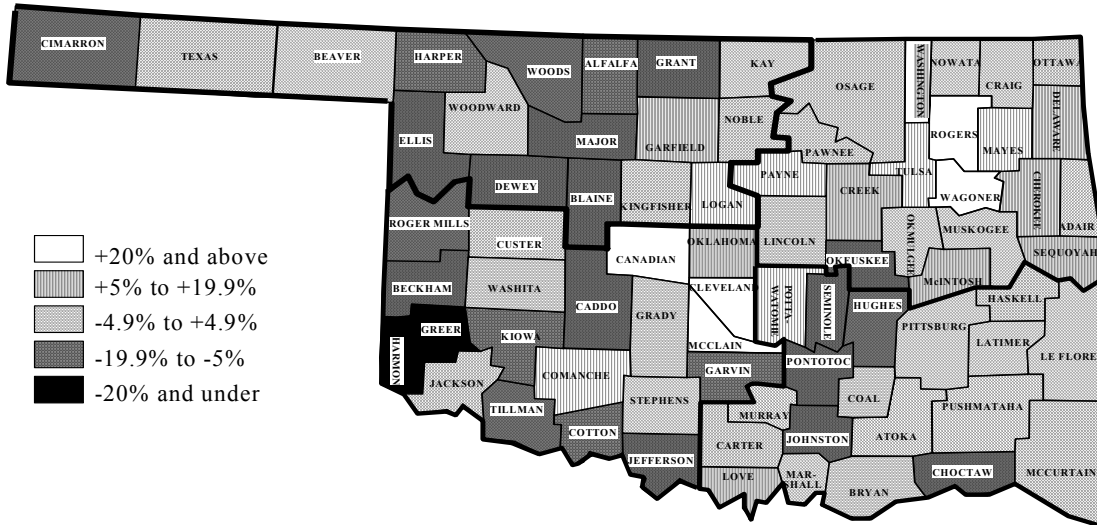 CIMARRON
TEXAS
BEAVER
HARPER
WOODS
ALFALFA
GRANT
KAY
OSAGE
WASHINGTON
NOWATA
CRAIG
OTTAWA
DELAWARE
WOODWARD
ELLIS
MAJOR
GARFIELD
NOBLE
PAWNEE
ROGERS
MAYES
DEWEY
BLAINE
KINGFISHER
LOGAN
PAYNE
CREEK
TULSA
WAGONER
CHEROKEE
ADAIR
ROGER MILLS
CUSTER
CANADIAN
OKLAHOMA
LINCOLN
OKFUSKEE
OKMULGEE
MUSKOGEE
SEQUOYAH
McINTOSH
BECKHAM
WASHITA
CADDO
GRADY
CLEVELAND
POTTA-
WATOMIE
SEMINOLE
HUGHES
PITTSBURG
HASKELL
LATIMER
LE FLORE
HARMON
GREER
KIOWA
COMANCHE
MCCLAIN
GARVIN
PONTOTOC
COAL
PUSHMATAHA
JACKSON
TILLMAN
COTTON
STEPHENS
JEFFERSON
MURRAY
CARTER
JOHNSTON
ATOKA
LOVE
MAR-
SHALL
BRYAN
CHOCTAW
MCCURTAIN
+20% and above
+5% to +19.9%
-4.9% to +4.9%
-19.9% to -5%
-20% and under